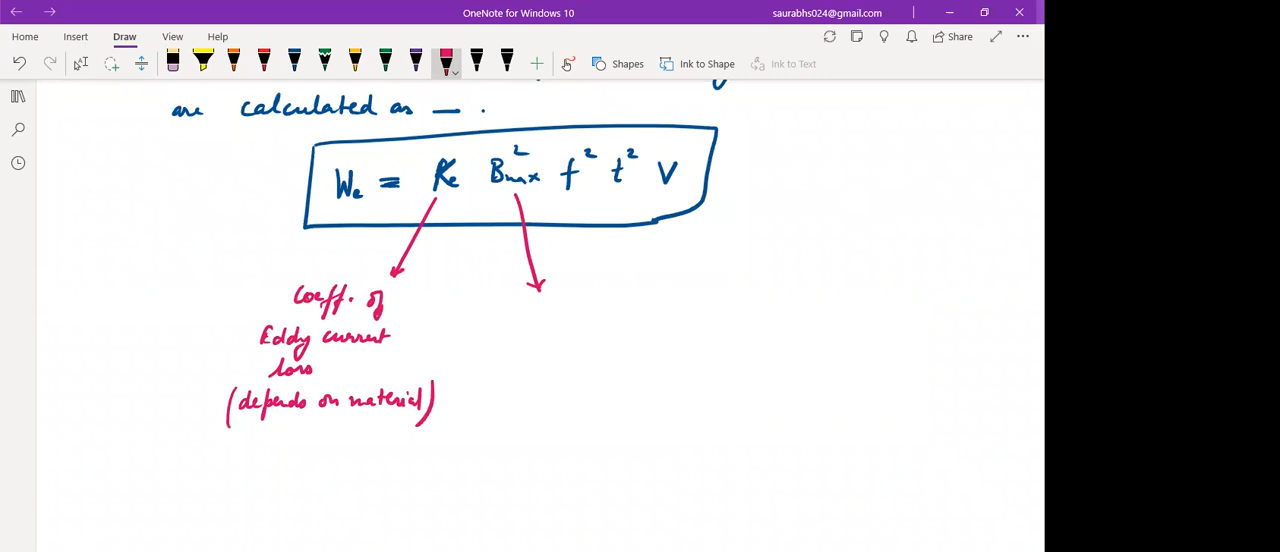 OneNote for Windows 10
saurabhs024@gmail.com
Home Insert Draw View Help
Share
Shapes
Ink to Shape
Ink to Text
are calculated as — .
We = Ke B²max f² t² V
Coeff. of
Eddy current
loss
(depends on material)